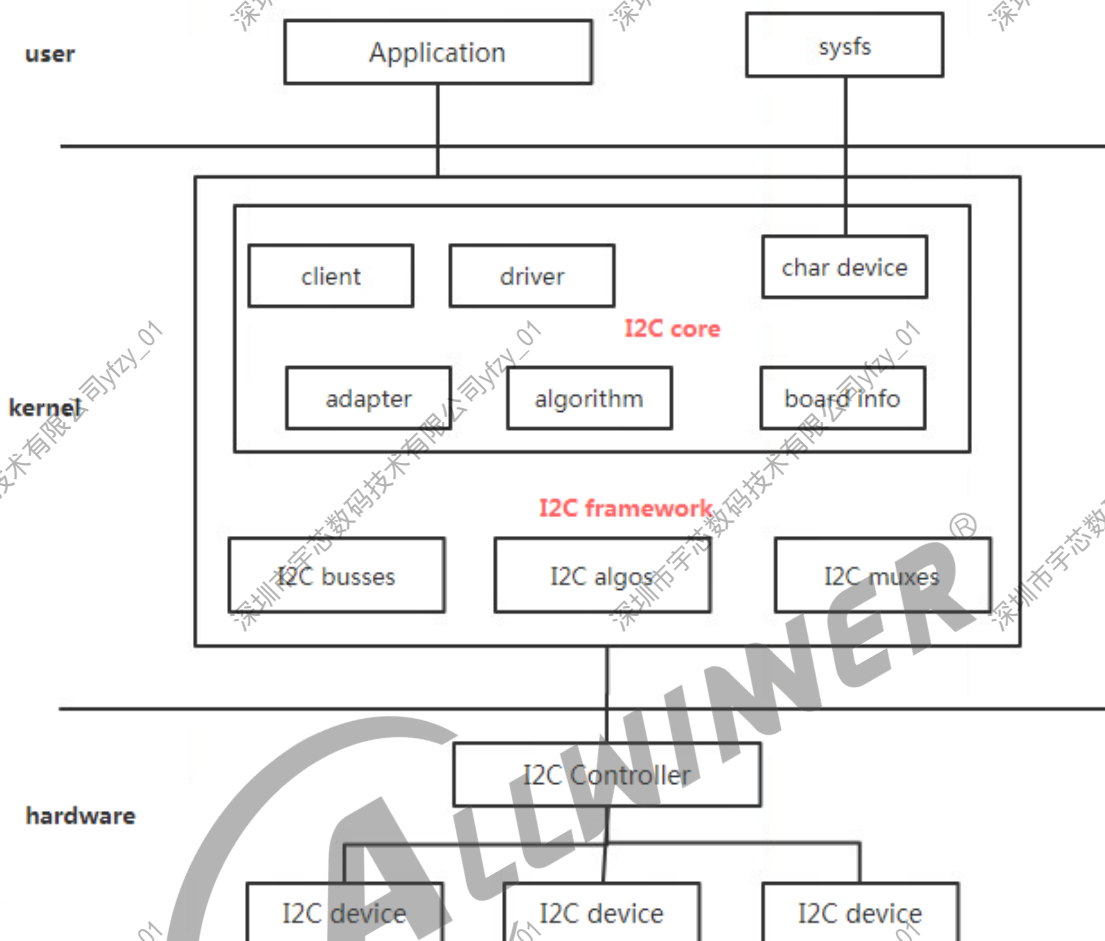 user
Application
sysfs
client
driver
char device
I2C core
adapter
algorithm
board info
kernel
I2C framework
I2C busses
I2C algos
I2C muxes
I2C Controller
hardware
I2C device
I2C device
I2C device
ALLWINNER®
深圳市宇芯数码技术有限公司yfzy_01
深圳市宇芯数码技术有限公司yfzy_01